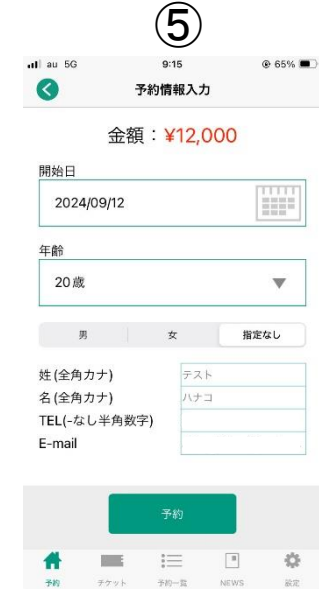 ⑤
au 5G 9:15 65%
予約情報入力
金額：¥12,000
開始日
2024/09/12
年齢
20歳
男 女 指定なし
姓(全角カナ) テスト
名(全角カナ) ハナコ
TEL(-なし半角数字)
E-mail
予約
予約 チケット 予約一覧 NEWS 設定